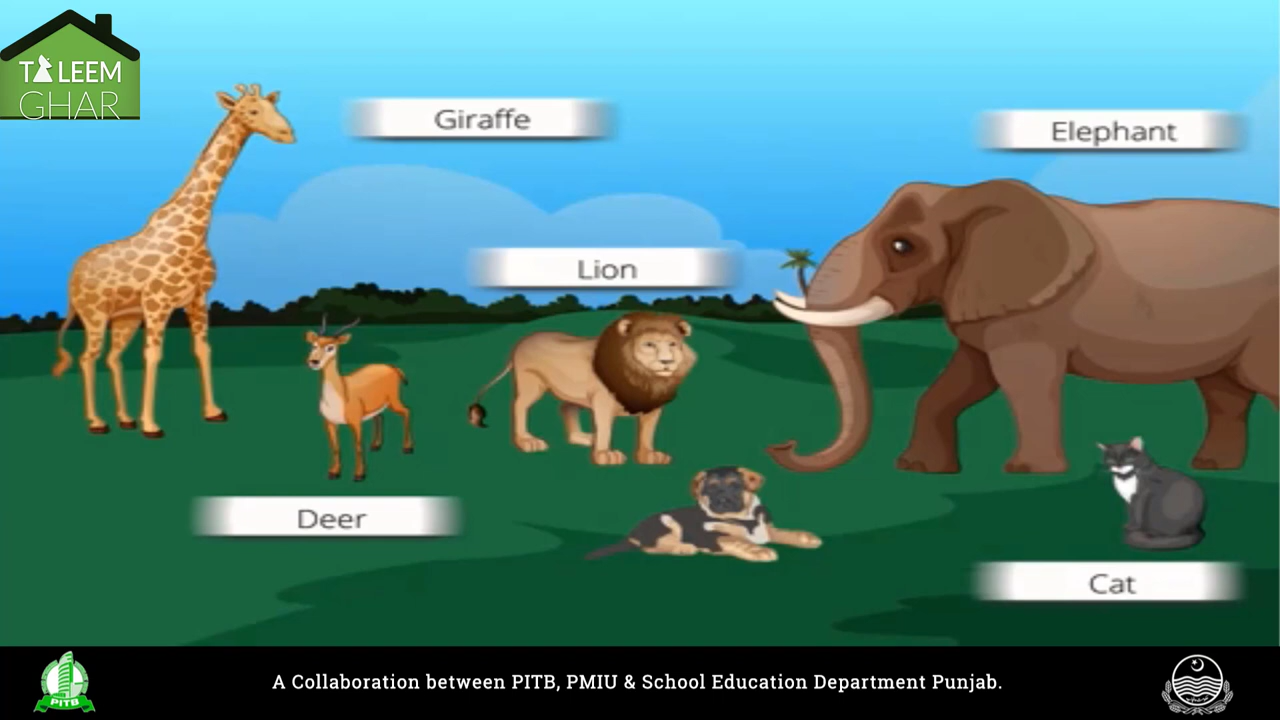 TALEEM
GHAR
Giraffe
Elephant
Lion
Deer
Cat
PITB
A Collaboration between PITB, PMIU & School Education Department Punjab.